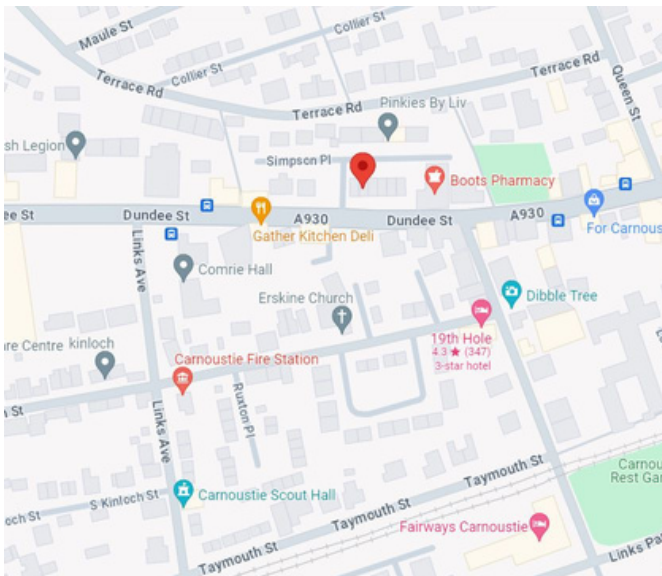 Maule St
Collier St
Terrace Rd
Collier St
Terrace Rd
Queen St
Terrace Rd
Pinkies By Liv
sh Legion
Simpson Pl
Boots Pharmacy
ee St
Dundee St
A930
Dundee St
A930
For Carnous
Gather Kitchen Deli
Links Ave
Comrie Hall
Erskine Church
Dibble Tree
19th Hole
4.3 ★ (347)
3-star hotel
re Centre
kinloch
Carnoustie Fire Station
h St
Links Ave
Ruxton Pl
S Kinloch St
och St
Carnoustie Scout Hall
Taymouth St
Carnou
Rest Gar
Taymouth St
Fairways Carnoustie
Taymouth St
Links Pa